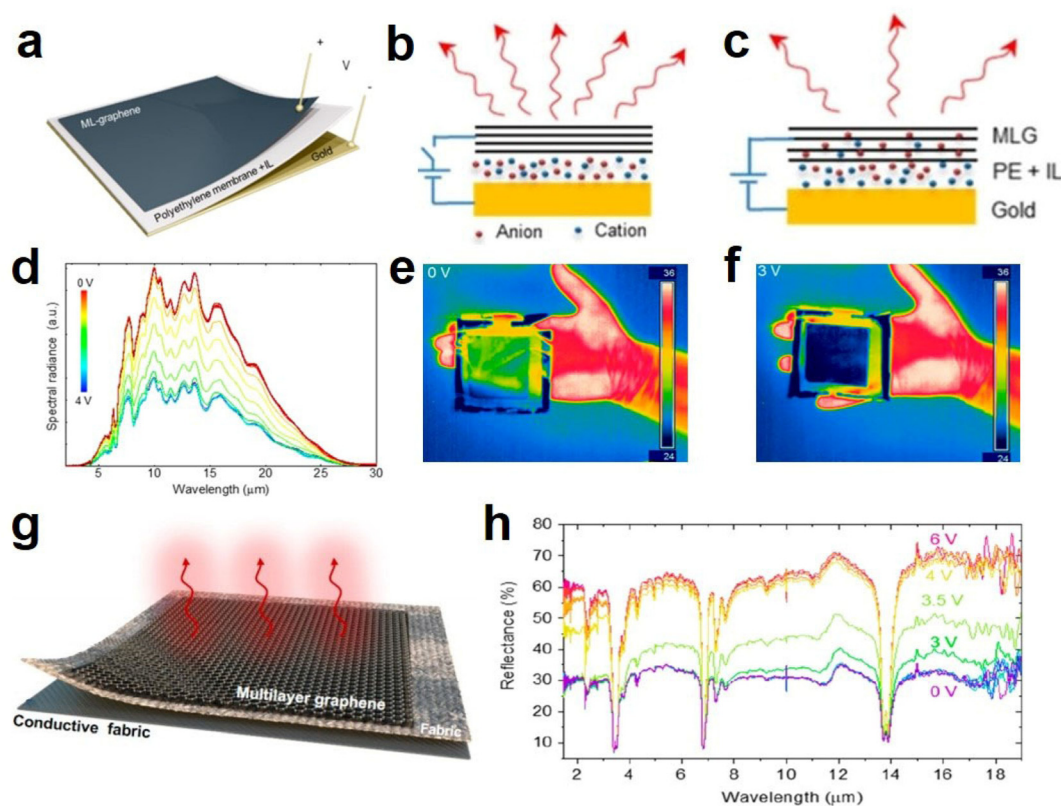 a
+
V
-
ML-graphene
Polyethylene membrane +IL
Gold
b
Anion
Cation
c
MLG
PE + IL
Gold
d
Spectral radiance (a.u.)
0 V
4 V
5 10 15 20 25 30
Wavelength (μm)
e
0 V
36
24
f
3 V
36
24
g
Multilayer graphene
Fabric
Conductive fabric
h
Reflectance (%)
80
70
60
50
40
30
20
10
6 V
4 V
3.5 V
3 V
0 V
2 4 6 8 10 12 14 16 18
Wavelength (μm)